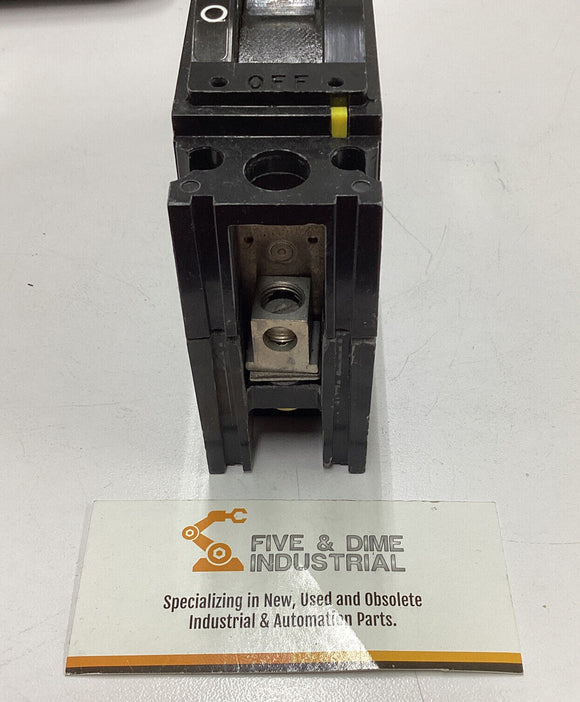 O
OFF
FIVE & DIME
INDUSTRIAL
Specializing in New, Used and Obsolete
Industrial & Automation Parts.